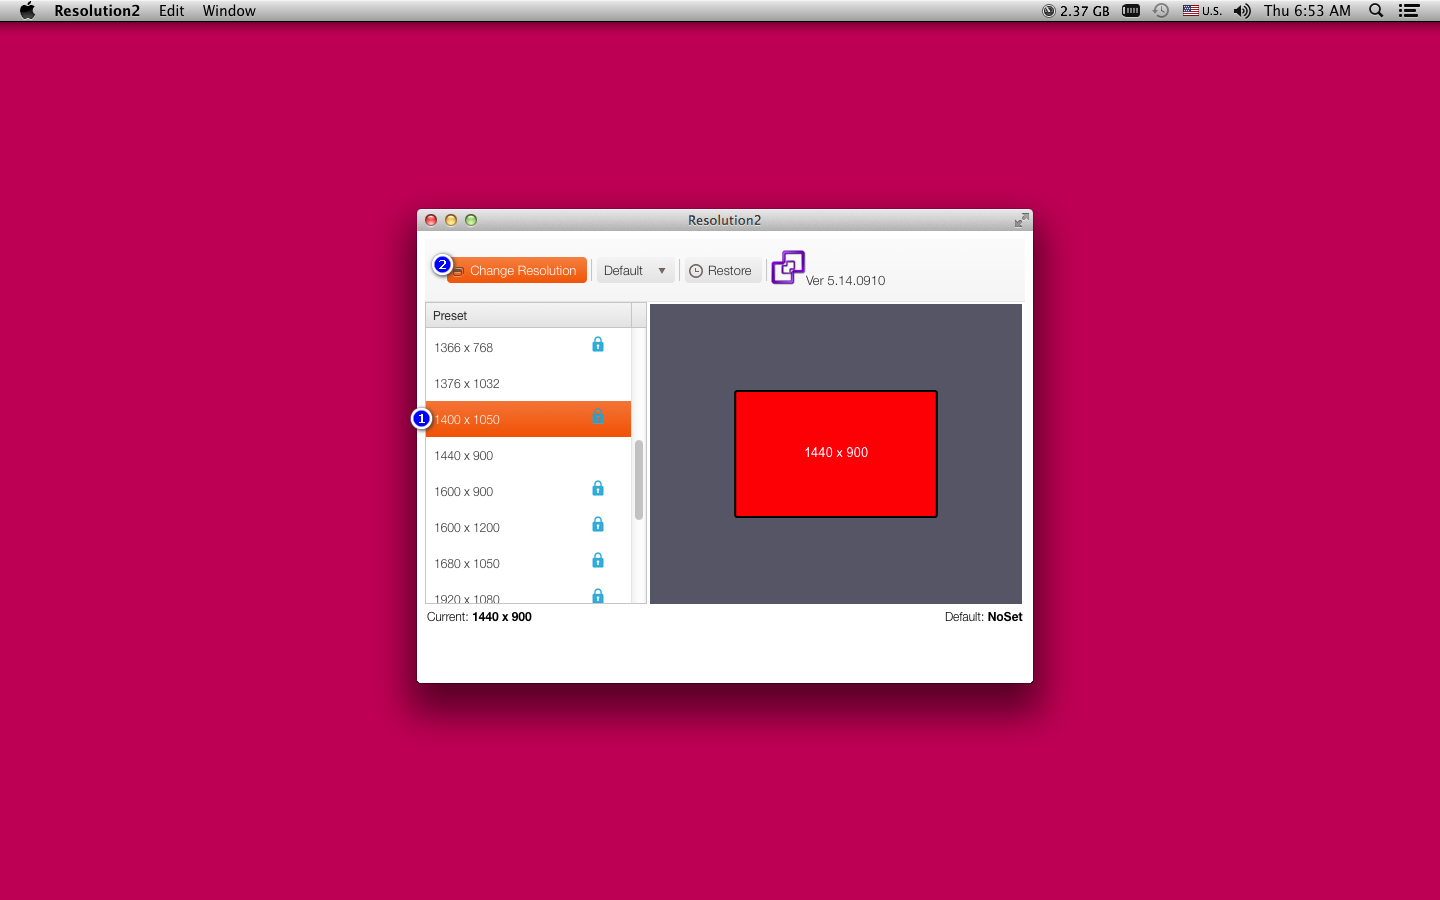 Resolution2 Edit Window 2.37 GB U.S. Thu 6:53 AM
Resolution2
2 Change Resolution Default Restore Ver 5.14.0910
Preset
1366 x 768
1376 x 1032
1 1400 x 1050
1440 x 900
1600 x 900
1600 x 1200
1680 x 1050
1920 x 1080
1440 x 900
Current: 1440 x 900 Default: NoSet